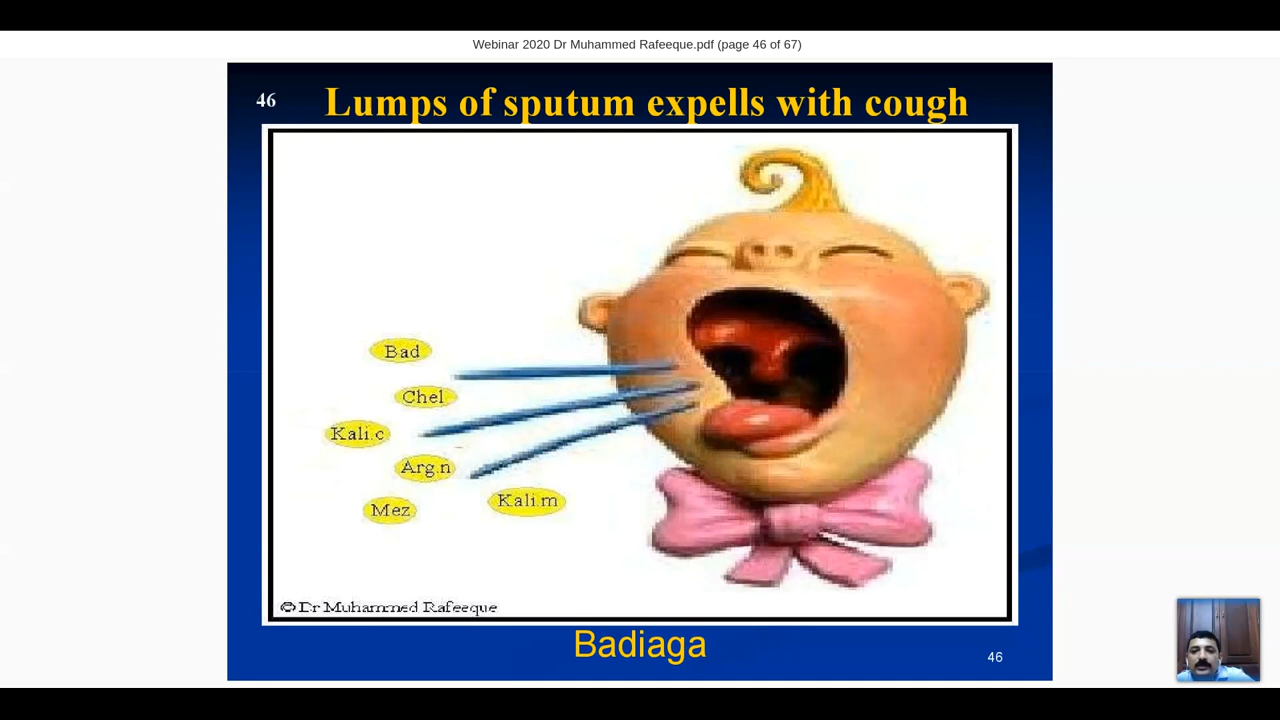 Webinar 2020 Dr Muhammed Rafeeque.pdf (page 46 of 67)
46
Lumps of sputum expells with cough
Bad
Chel
Kali.c
Arg.n
Mez
Kali.m
© Dr Muhammed Rafeeque
Badiaga
46